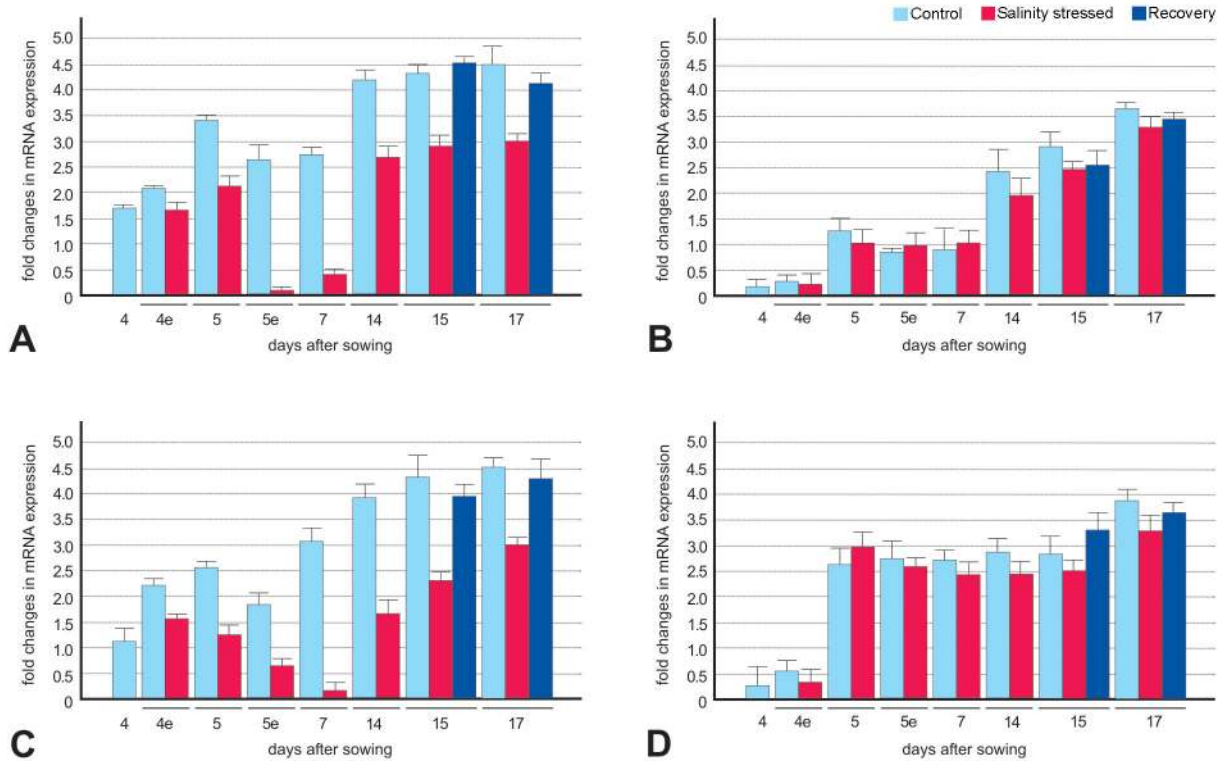 Control Salinity stressed Recovery
fold changes in mRNA expression
5.0
4.5
4.0
3.5
3.0
2.5
2.0
1.5
1.0
0.5
0
4 4e 5 5e 7 14 15 17
days after sowing
A
fold changes in mRNA expression
5.0
4.5
4.0
3.5
3.0
2.5
2.0
1.5
1.0
0.5
0
4 4e 5 5e 7 14 15 17
days after sowing
B
fold changes in mRNA expression
5.0
4.5
4.0
3.5
3.0
2.5
2.0
1.5
1.0
0.5
0
4 4e 5 5e 7 14 15 17
days after sowing
C
fold changes in mRNA expression
5.0
4.5
4.0
3.5
3.0
2.5
2.0
1.5
1.0
0.5
0
4 4e 5 5e 7 14 15 17
days after sowing
D